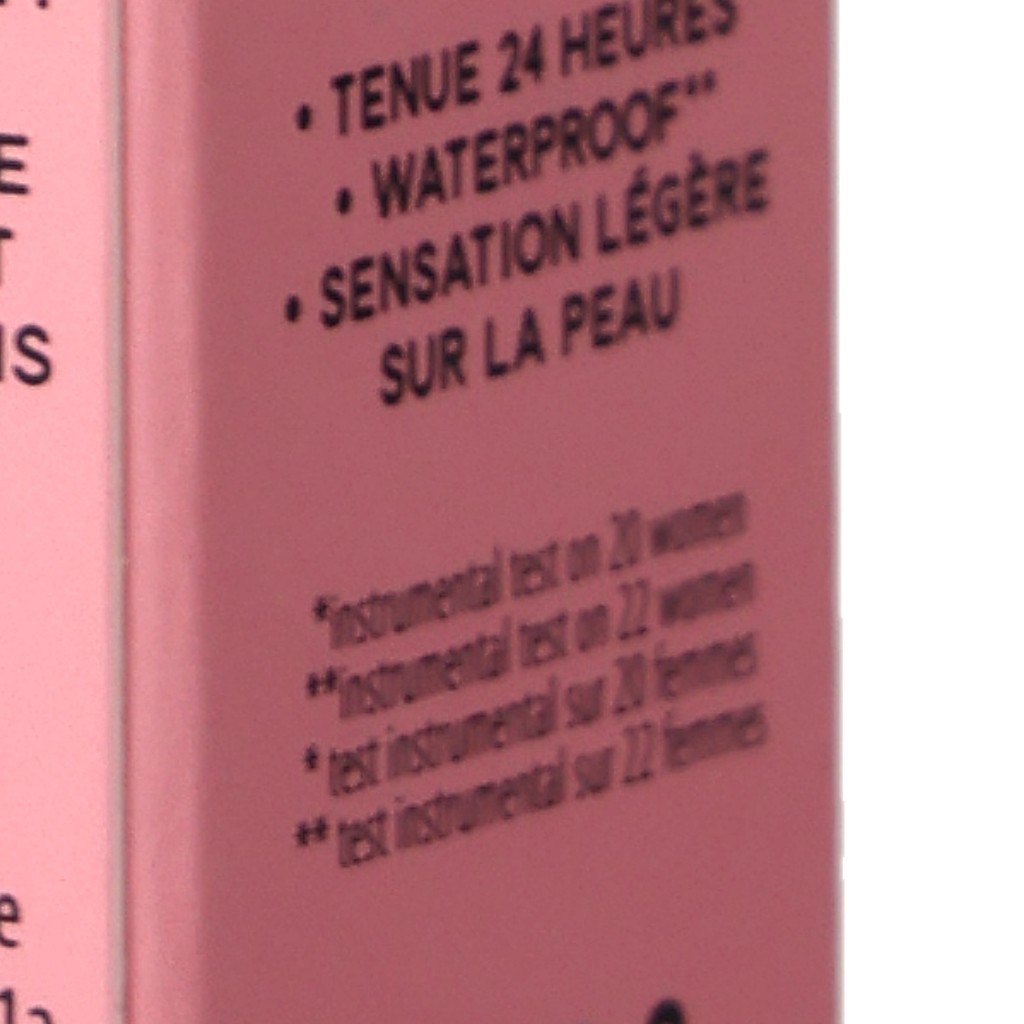 • TENUE 24 HEURES
• WATERPROOF**
• SENSATION LÉGÈRE
SUR LA PEAU
*instrumental test on 20 women
**instrumental test on 22 women
* test instrumental sur 20 femmes
** test instrumental sur 22 femmes